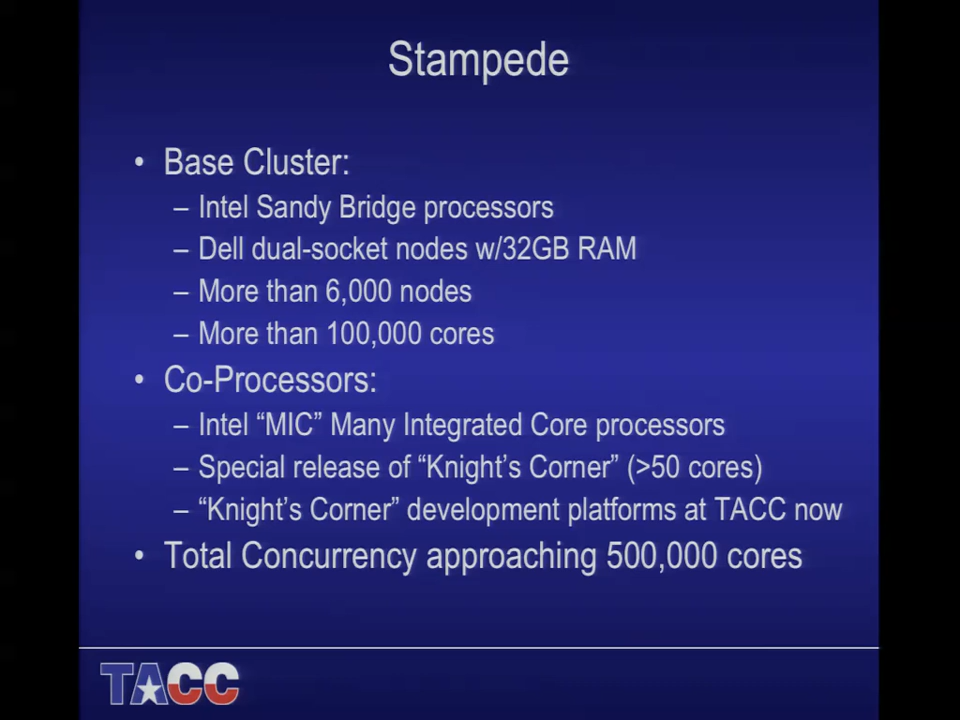 Stampede
• Base Cluster:
– Intel Sandy Bridge processors
– Dell dual-socket nodes w/32GB RAM
– More than 6,000 nodes
– More than 100,000 cores
• Co-Processors:
– Intel “MIC” Many Integrated Core processors
– Special release of “Knight’s Corner” (>50 cores)
– “Knight’s Corner” development platforms at TACC now
• Total Concurrency approaching 500,000 cores
TACC